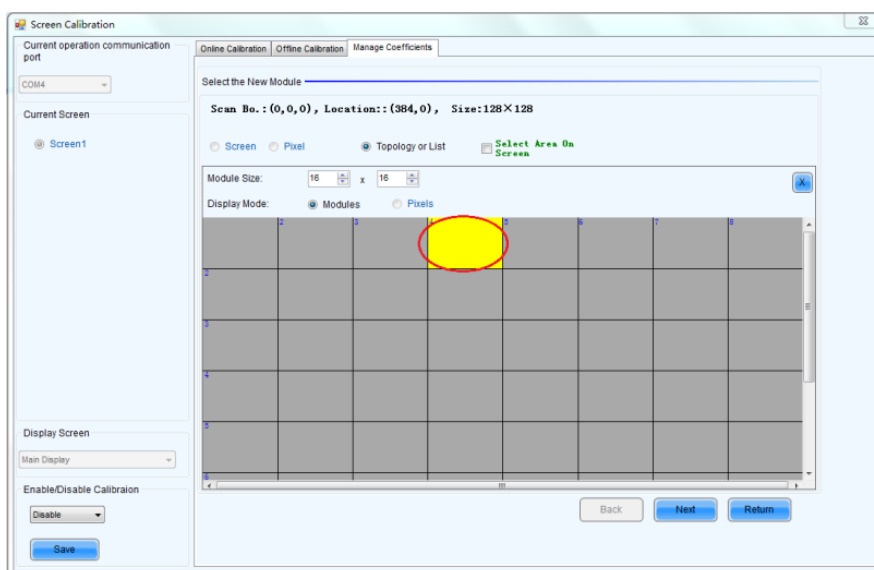 Screen Calibration
Current operation communication
port
COM4
Current Screen
Screen1
Display Screen
Main Display
Enable/Disable Calibraion
Disable
Save
Online Calibration
Offline Calibration
Manage Coefficients
Select the New Module
Scan Bo.:(0,0,0), Location::(384,0), Size:128×128
Screen
Pixel
Topology or List
Select Area On
Screen
Module Size:
16
x
16
X
Display Mode:
Modules
Pixels
2
3
4
5
6
7
8
2
3
4
5
6
Back
Next
Return